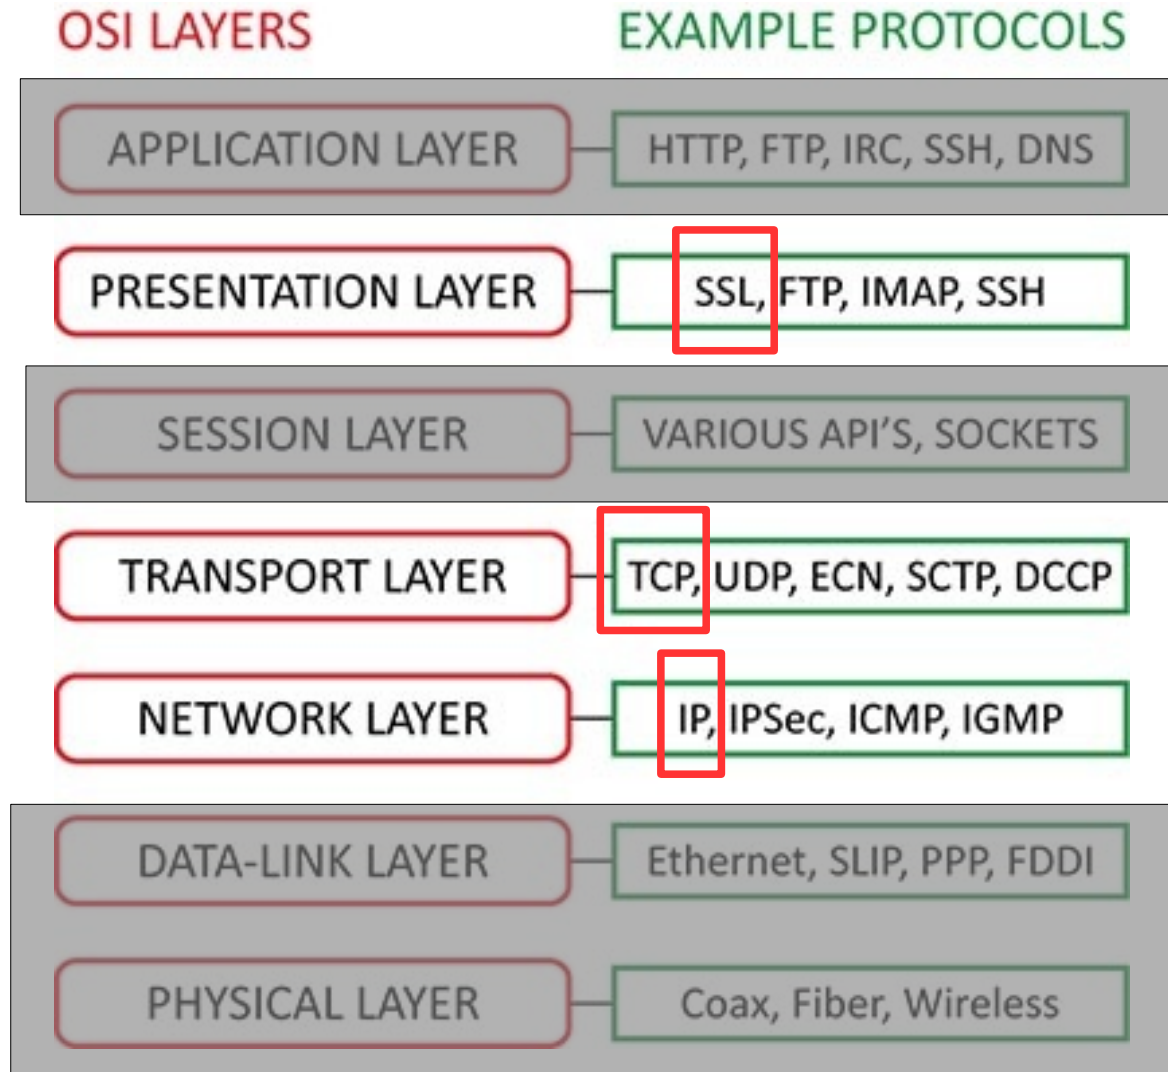 OSI LAYERS EXAMPLE PROTOCOLS
APPLICATION LAYER HTTP, FTP, IRC, SSH, DNS
PRESENTATION LAYER SSL, FTP, IMAP, SSH
SESSION LAYER VARIOUS API'S, SOCKETS
TRANSPORT LAYER TCP, UDP, ECN, SCTP, DCCP
NETWORK LAYER IP, IPSec, ICMP, IGMP
DATA-LINK LAYER Ethernet, SLIP, PPP, FDDI
PHYSICAL LAYER Coax, Fiber, Wireless